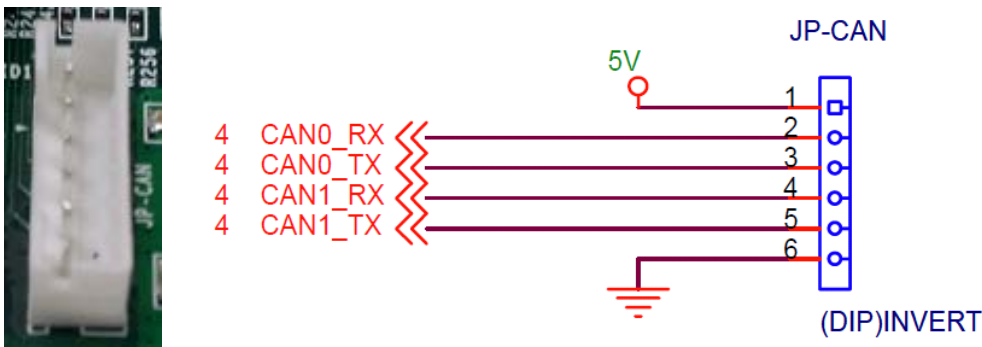 R256
D1
JP-CAN
JP-CAN
5V
1
4 CAN0_RX 2
4 CAN0_TX 3
4 CAN1_RX 4
4 CAN1_TX 5
6
(DIP)INVERT